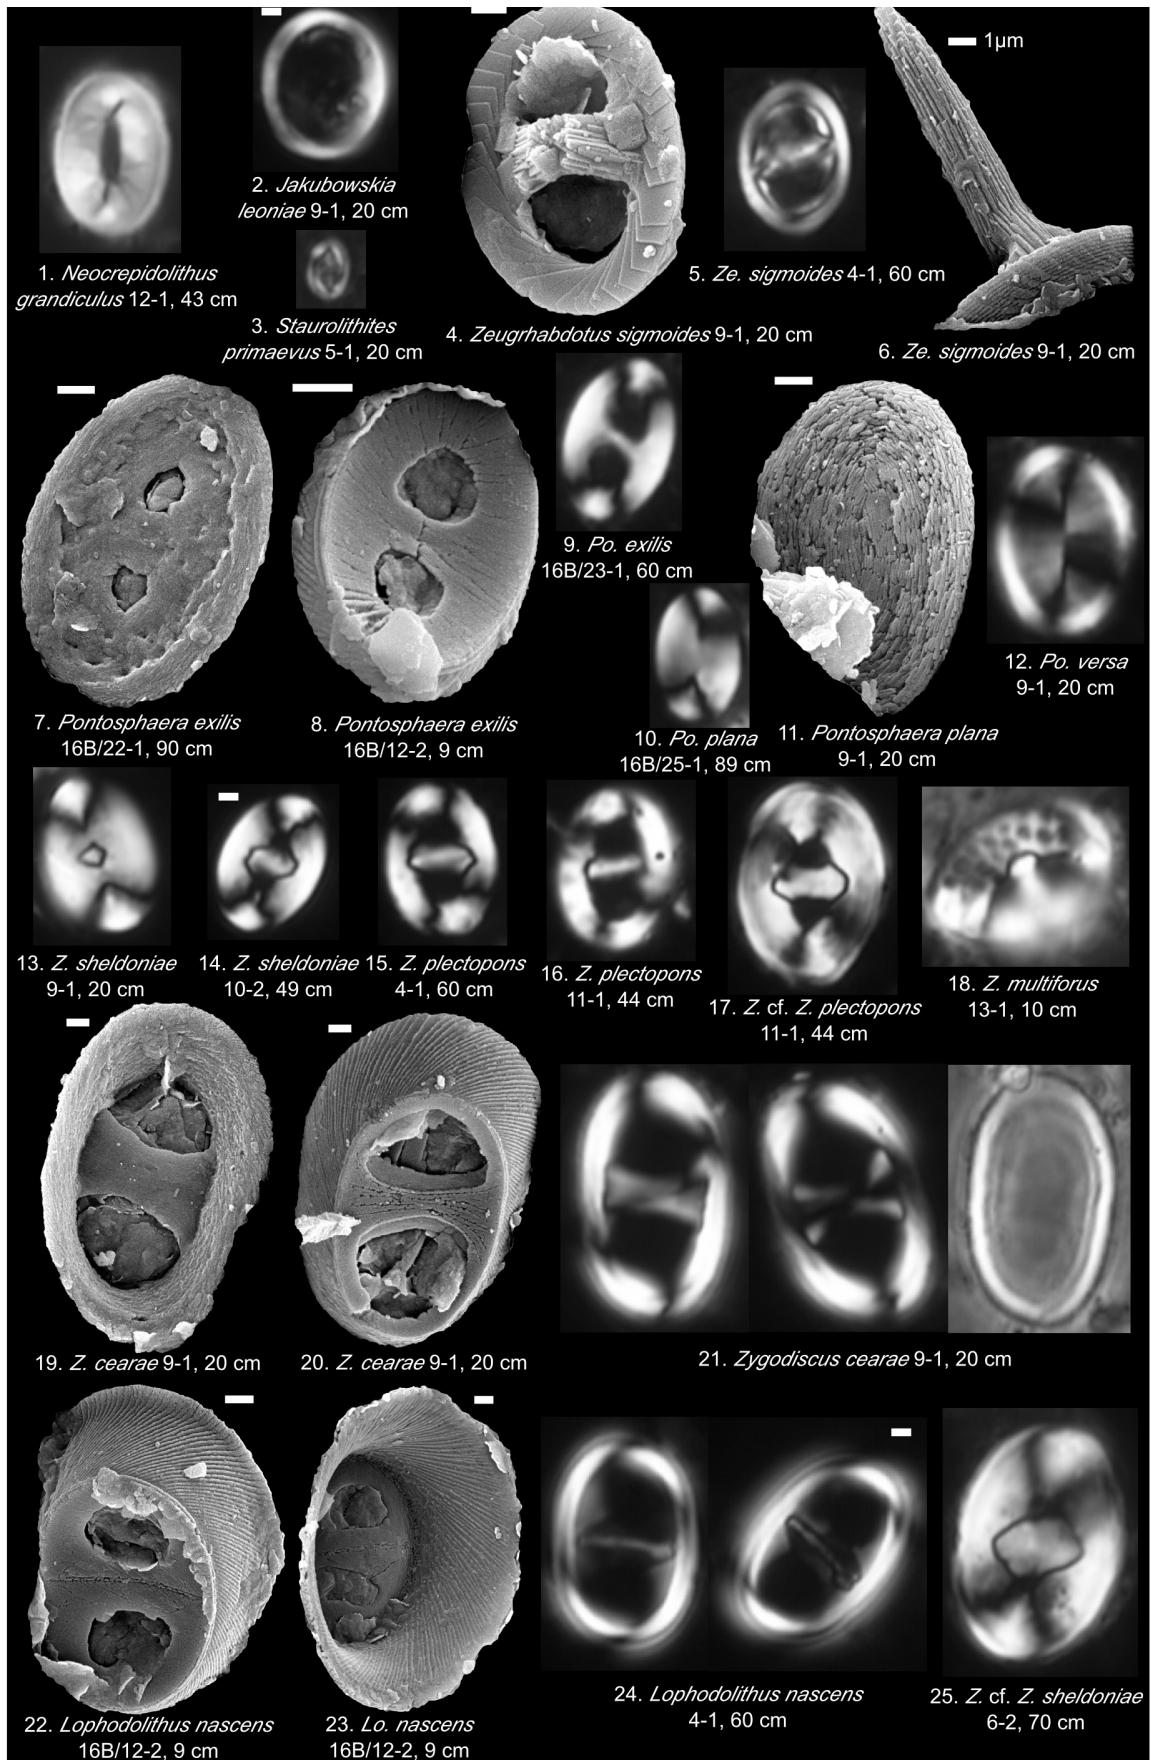 1µm
1. Neocrepidolithus
grandiculus 12-1, 43 cm
2. Jakubowskia
leoniae 9-1, 20 cm
3. Staurolithites
primaevus 5-1, 20 cm
4. Zeugrhabdotus sigmoides 9-1, 20 cm
5. Ze. sigmoides 4-1, 60 cm
6. Ze. sigmoides 9-1, 20 cm
7. Pontosphaera exilis
16B/22-1, 90 cm
8. Pontosphaera exilis
16B/12-2, 9 cm
9. Po. exilis
16B/23-1, 60 cm
10. Po. plana
16B/25-1, 89 cm
11. Pontosphaera plana
9-1, 20 cm
12. Po. versa
9-1, 20 cm
13. Z. sheldoniae
9-1, 20 cm
14. Z. sheldoniae
10-2, 49 cm
15. Z. plectopons
4-1, 60 cm
16. Z. plectopons
11-1, 44 cm
17. Z. cf. Z. plectopons
11-1, 44 cm
18. Z. multiforus
13-1, 10 cm
19. Z. cearae 9-1, 20 cm
20. Z. cearae 9-1, 20 cm
21. Zygodiscus cearae 9-1, 20 cm
22. Lophodolithus nascens
16B/12-2, 9 cm
23. Lo. nascens
16B/12-2, 9 cm
24. Lophodolithus nascens
4-1, 60 cm
25. Z. cf. Z. sheldoniae
6-2, 70 cm